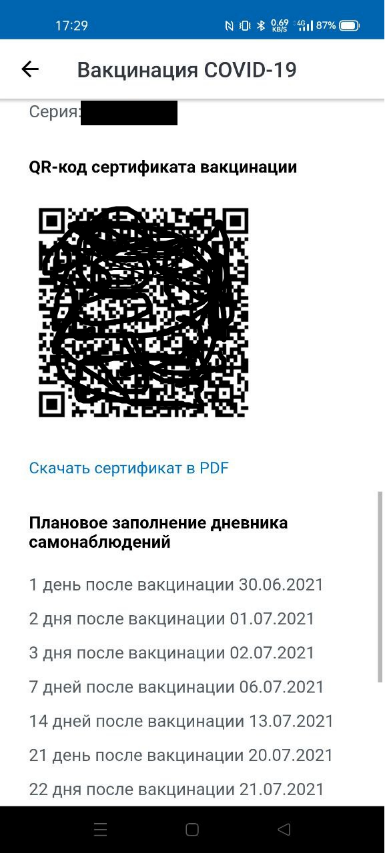 17:29
0.69 KB/S 4G 87%
Вакцинация COVID-19
Серия:
QR-код сертификата вакцинации
Скачать сертификат в PDF
Плановое заполнение дневника
самонаблюдений
1 день после вакцинации 30.06.2021
2 дня после вакцинации 01.07.2021
3 дня после вакцинации 02.07.2021
7 дней после вакцинации 06.07.2021
14 дней после вакцинации 13.07.2021
21 день после вакцинации 20.07.2021
22 дня после вакцинации 21.07.2021